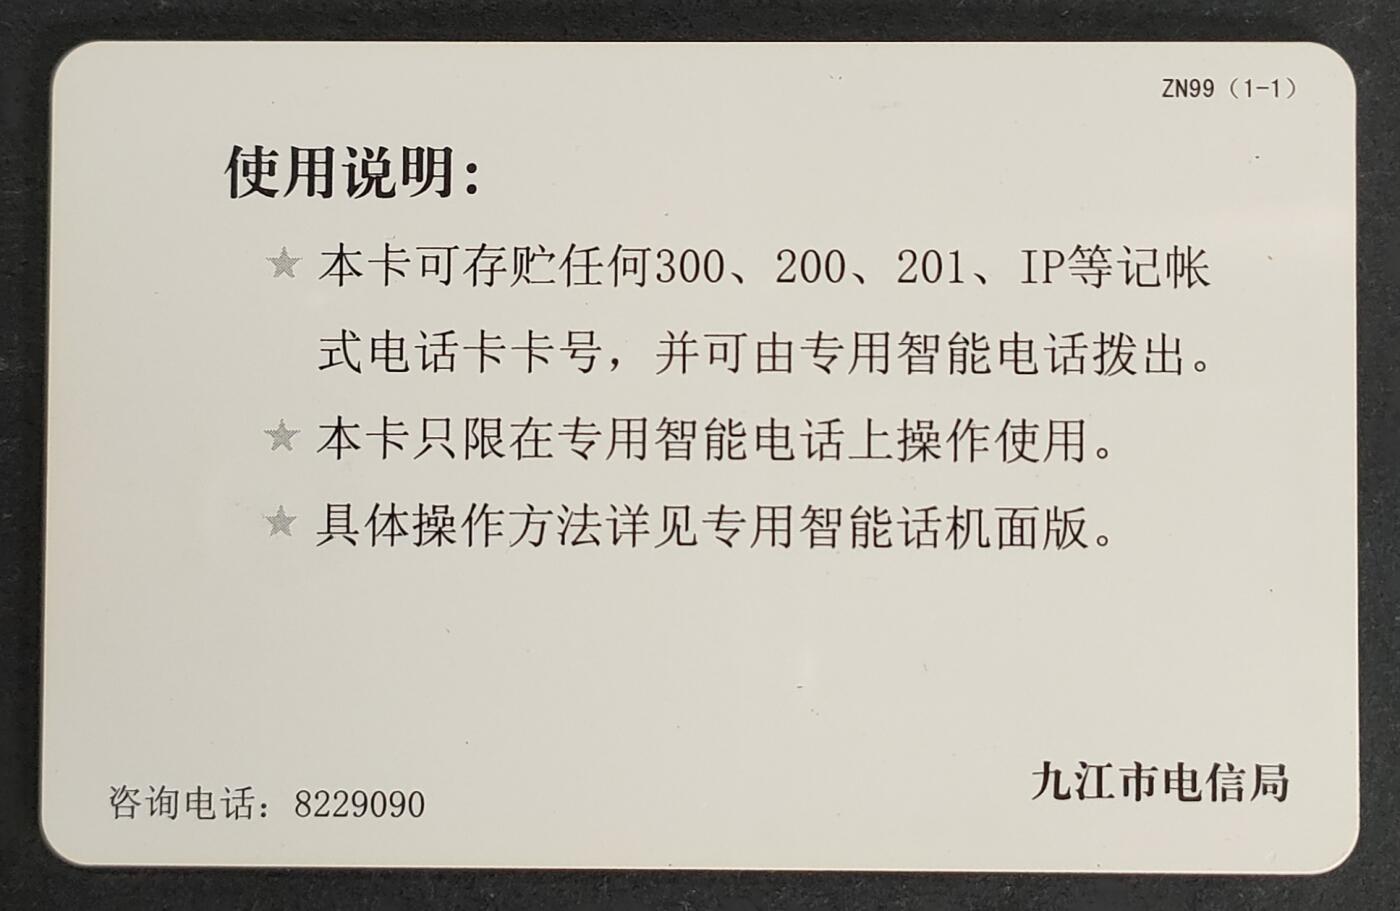 ZN99（1-1）
使用说明：
★ 本卡可存贮任何300、200、201、IP等记帐
式电话卡卡号，并可由专用智能电话拨出。
★ 本卡只限在专用智能电话上操作使用。
★ 具体操作方法详见专用智能话机面版。
九江市电信局
咨询电话：8229090